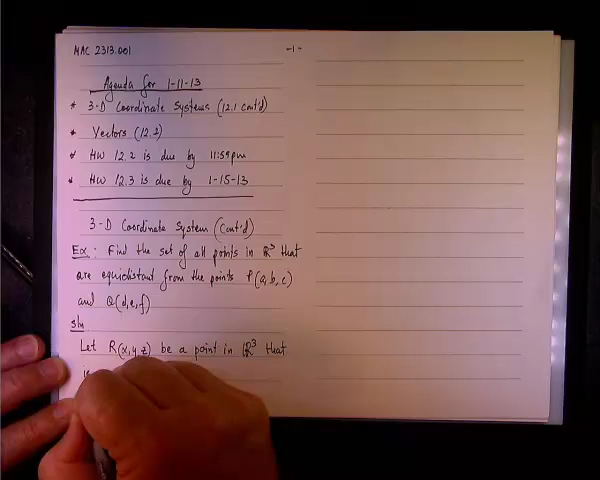 MAC 2313.001
-1-
Agenda for 1-11-13
* 3-D Coordinate Systems (12.1 Cont'd)
* Vectors (12.2)
* HW 12.2 is due by 11:59pm
* HW 12.3 is due by 1-15-13
3-D Coordinate System (Cont'd)
Ex: Find the set of all points in ℝ³ that
are equidistant from the points P(a,b,c)
and Q(d,e,f)
Sln
Let R(x,y,z) be a point in ℝ³ that